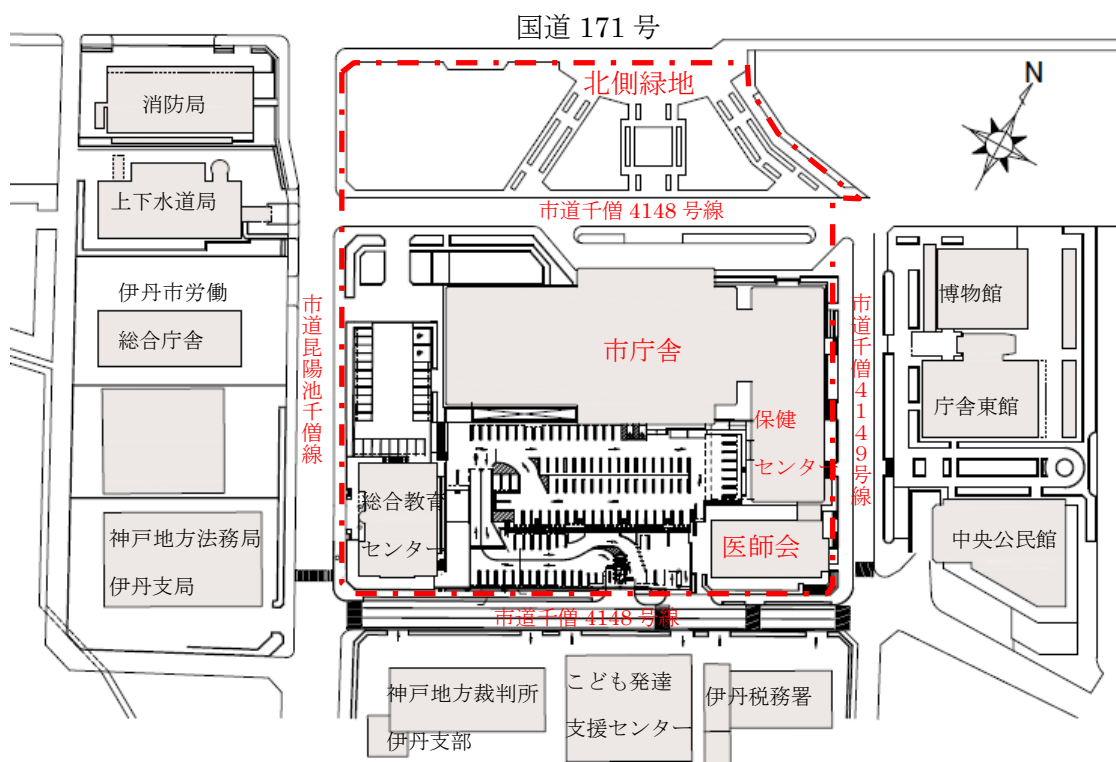 国道 171 号
北側緑地
N
消防局
上下水道局
市道千僧 4148 号線
伊丹市労働
総合庁舎
市道昆陽池千僧線
市庁舎
保健
センター
市道千僧4149号線
博物館
庁舎東館
総合教育
センター
医師会
中央公民館
神戸地方法務局
伊丹支局
市道千僧 4148 号線
神戸地方裁判所
伊丹支部
こども発達
支援センター
伊丹税務署